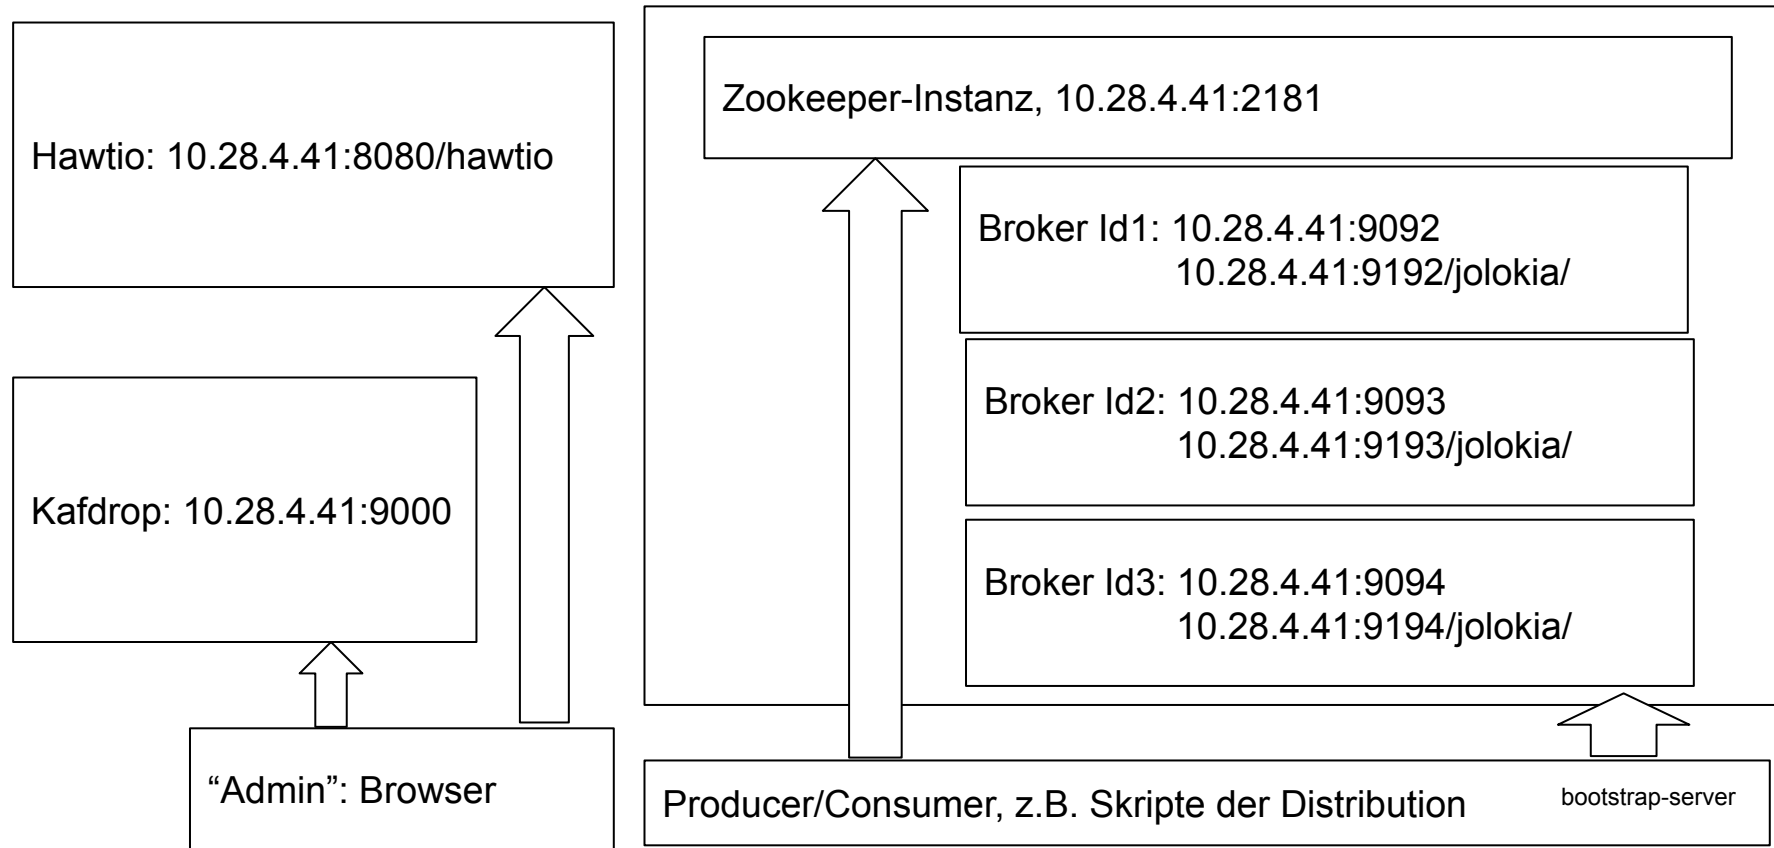 Hawtio: 10.28.4.41:8080/hawtio
Kafdrop: 10.28.4.41:9000
“Admin”: Browser
Zookeeper-Instanz, 10.28.4.41:2181
Broker Id1: 10.28.4.41:9092
10.28.4.41:9192/jolokia/
Broker Id2: 10.28.4.41:9093
10.28.4.41:9193/jolokia/
Broker Id3: 10.28.4.41:9094
10.28.4.41:9194/jolokia/
Producer/Consumer, z.B. Skripte der Distribution
bootstrap-server